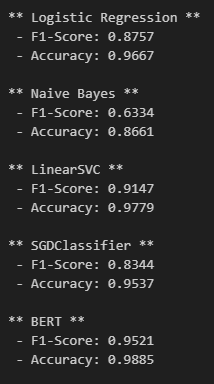 ** Logistic Regression **
- F1-Score: 0.8757
- Accuracy: 0.9667
** Naive Bayes **
- F1-Score: 0.6334
- Accuracy: 0.8661
** LinearSVC **
- F1-Score: 0.9147
- Accuracy: 0.9779
** SGDClassifier **
- F1-Score: 0.8344
- Accuracy: 0.9537
** BERT **
- F1-Score: 0.9521
- Accuracy: 0.9885